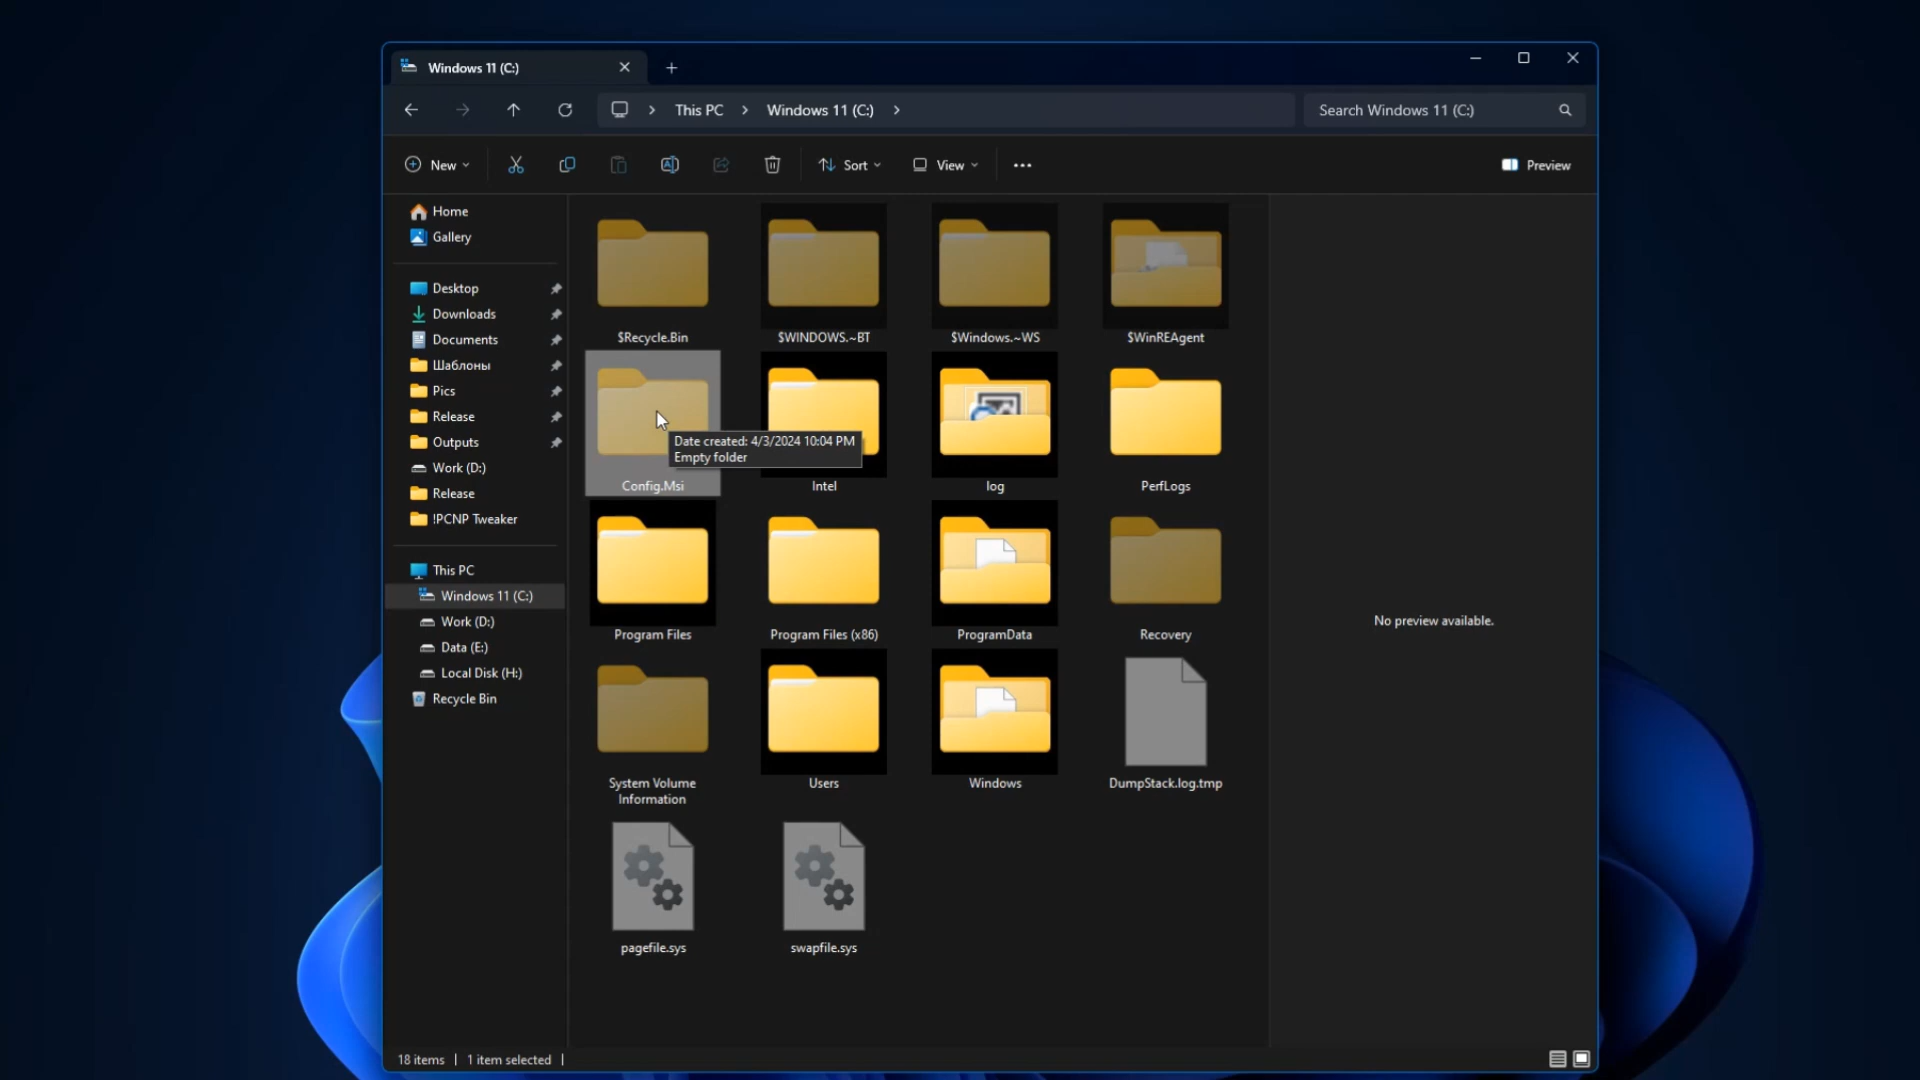 Windows 11 (C:)
This PC
Windows 11 (C:)
Search Windows 11 (C:)
New
Sort
View
Preview
Home
Gallery
Desktop
Downloads
Documents
Шаблоны
Pics
Release
Outputs
Work (D:)
Release
!PCNP Tweaker
This PC
Windows 11 (C:)
Work (D:)
Data (E:)
Local Disk (H:)
Recycle Bin
$Recycle.Bin
$WINDOWS.~BT
$Windows.~WS
$WinREAgent
Date created: 4/3/2024 10:04 PM
Empty folder
Config.Msi
Intel
log
PerfLogs
Program Files
Program Files (x86)
ProgramData
Recovery
System Volume
Information
Users
Windows
DumpStack.log.tmp
pagefile.sys
swapfile.sys
No preview available.
18 items
1 item selected